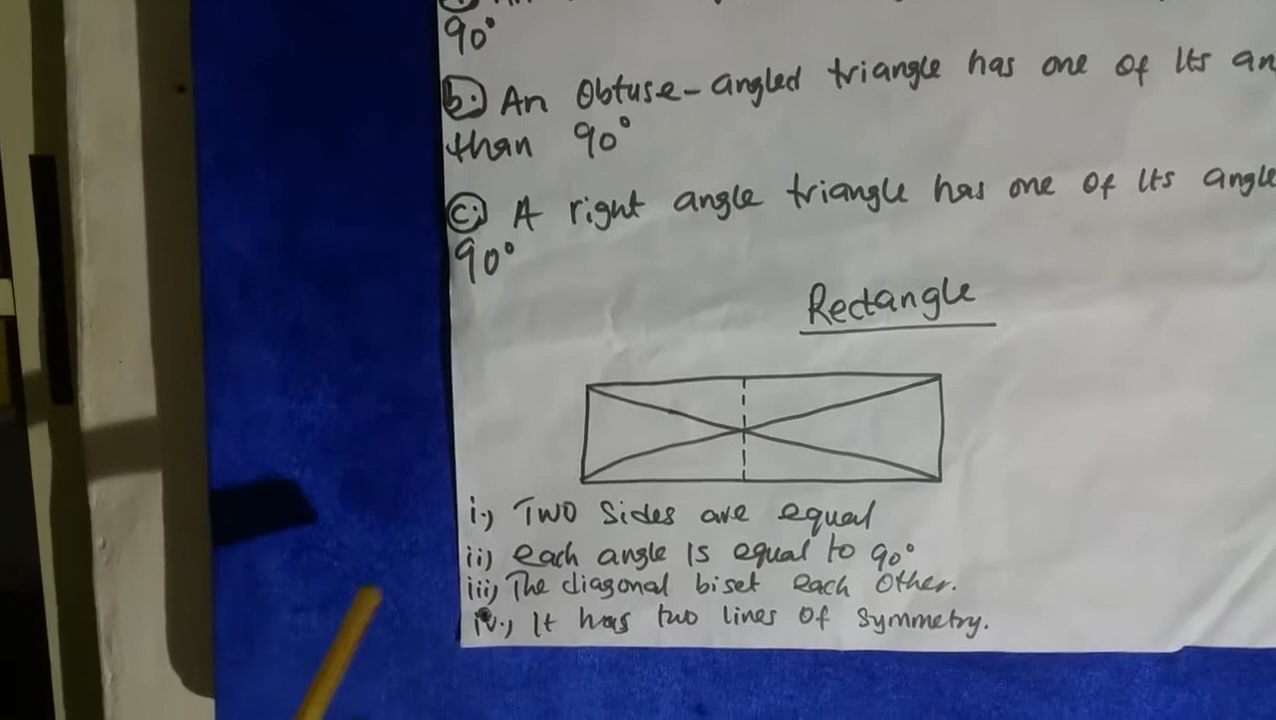 90°
b. An Obtuse-angled triangle has one of Its an
than 90°
c. A right angle triangle has one of Its angle
90°
Rectangle
i., Two Sides are equal
ii) each angle is equal to 90°
iii, The diagonal biset each Other.
iv., It has two lines of Symmetry.